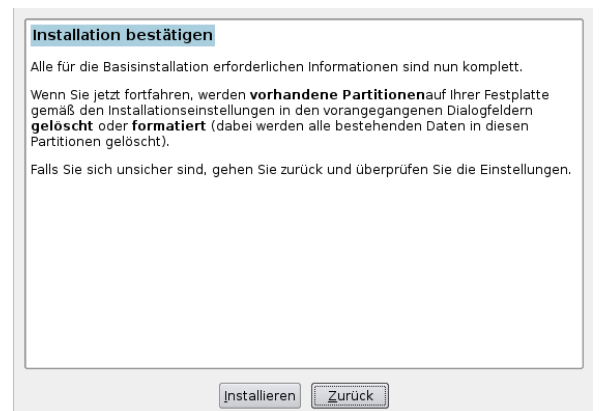 Installation bestätigen
Alle für die Basisinstallation erforderlichen Informationen sind nun komplett.
Wenn Sie jetzt fortfahren, werden vorhandene Partitionenauf Ihrer Festplatte
gemäß den Installationseinstellungen in den vorangegangenen Dialogfeldern
gelöscht oder formatiert (dabei werden alle bestehenden Daten in diesen
Partitionen gelöscht).
Falls Sie sich unsicher sind, gehen Sie zurück und überprüfen Sie die Einstellungen.
Installieren Zurück